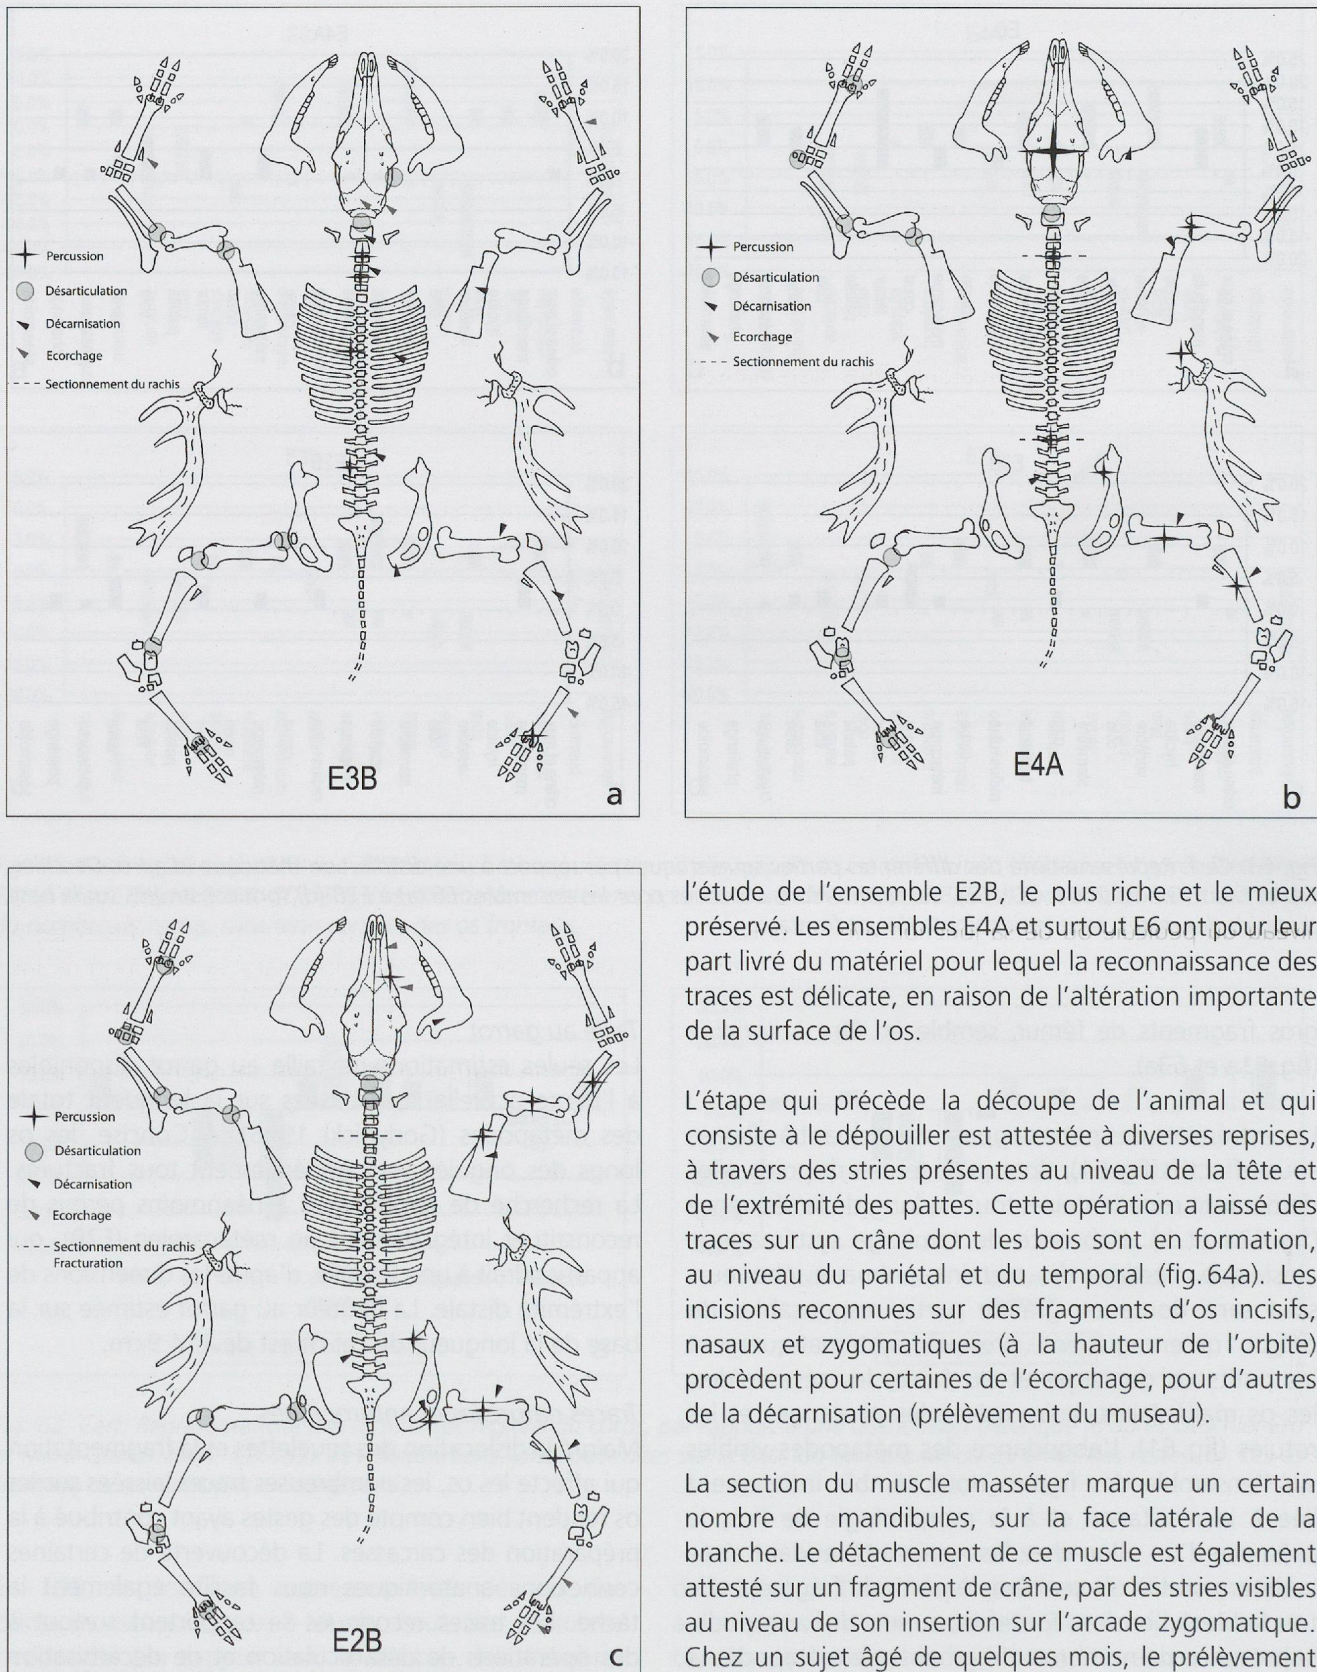 Percussion
Désarticulation
Décarnisation
Ecorchage
Sectionnement du rachis
E3B
a
Percussion
Désarticulation
Décarnisation
Ecorchage
Sectionnement du rachis
E4A
b
Percussion
Désarticulation
Décarnisation
Ecorchage
Sectionnement du rachis
Fracturation
E2B
c
l'étude de l'ensemble E2B, le plus riche et le mieux
préservé. Les ensembles E4A et surtout E6 ont pour leur
part livré du matériel pour lequel la reconnaissance des
traces est délicate, en raison de l'altération importante
de la surface de l'os.
L'étape qui précède la découpe de l'animal et qui
consiste à le dépouiller est attestée à diverses reprises,
à travers des stries présentes au niveau de la tête et
de l'extrémité des pattes. Cette opération a laissé des
traces sur un crâne dont les bois sont en formation,
au niveau du pariétal et du temporal (fig. 64a). Les
incisions reconnues sur des fragments d'os incisifs,
nasaux et zygomatiques (à la hauteur de l'orbite)
procèdent pour certaines de l'écorchage, pour d'autres
de la décarnisation (prélèvement du museau).
La section du muscle masséter marque un certain
nombre de mandibules, sur la face latérale de la
branche. Le détachement de ce muscle est également
attesté sur un fragment de crâne, par des stries visibles
au niveau de son insertion sur l'arcade zygomatique.
Chez un sujet âgé de quelques mois, le prélèvement